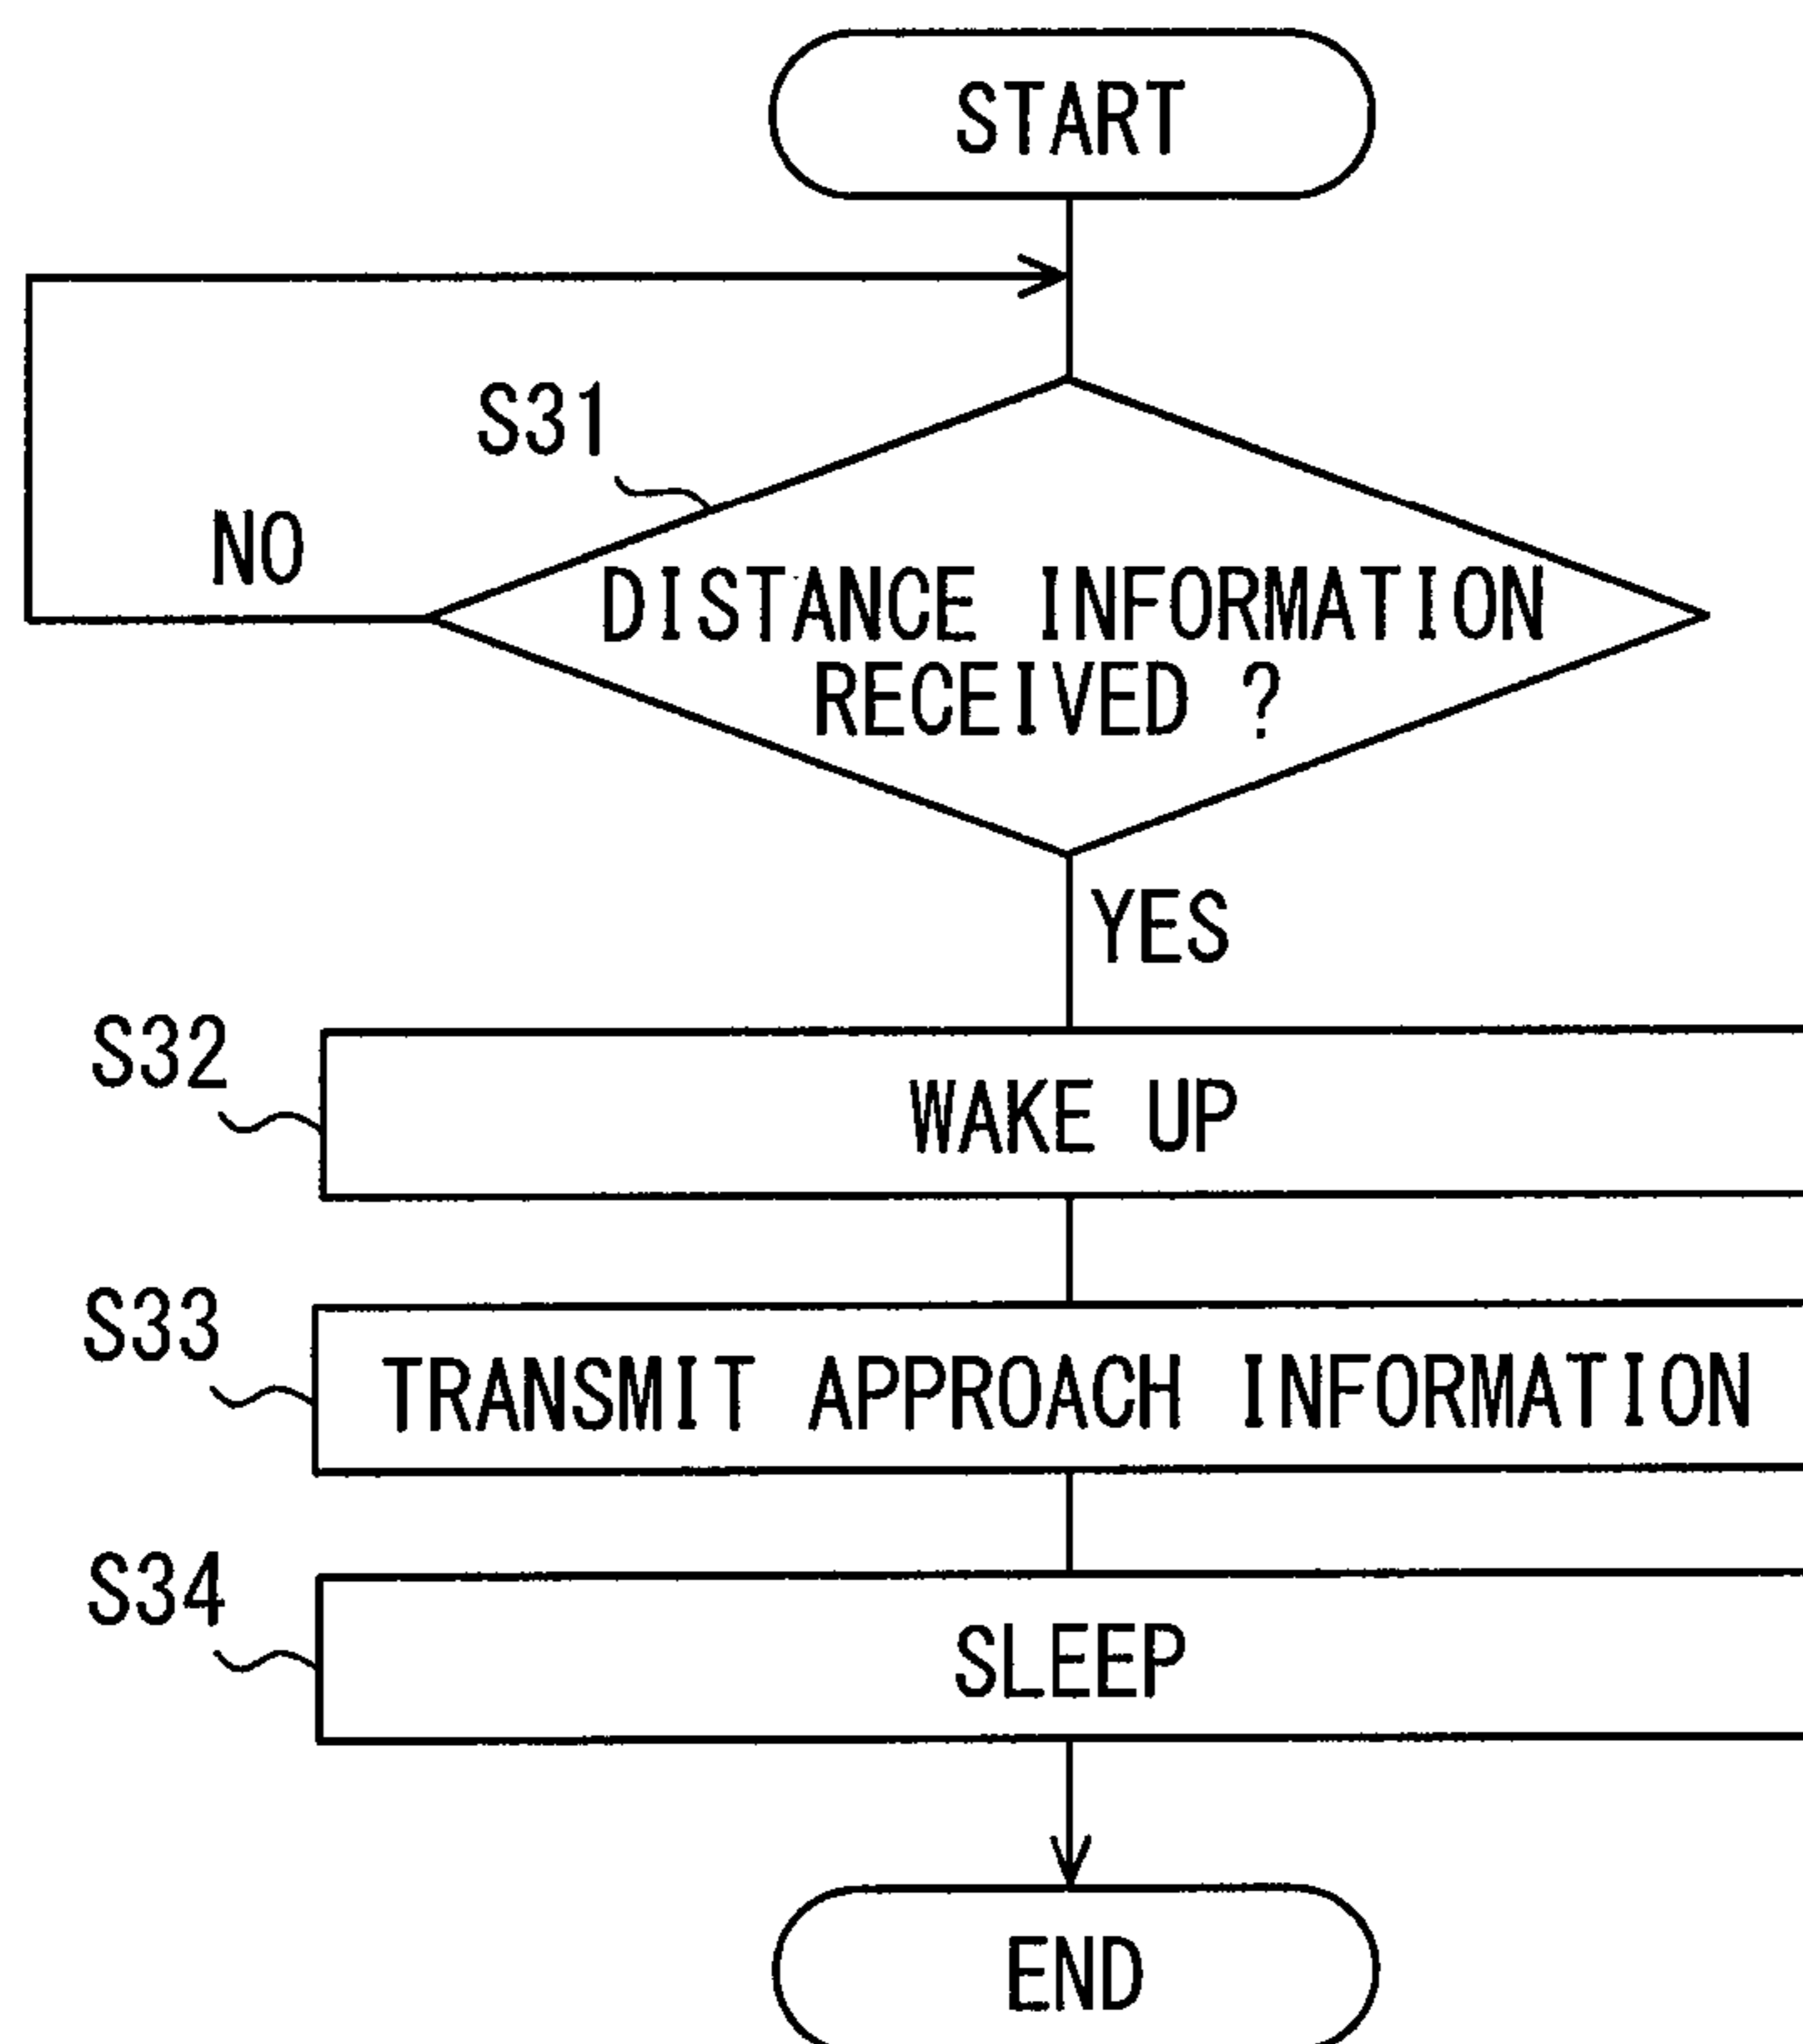 START
S31
NO
DISTANCE INFORMATION
RECEIVED ?
YES
S32
WAKE UP
S33
TRANSMIT APPROACH INFORMATION
S34
SLEEP
END